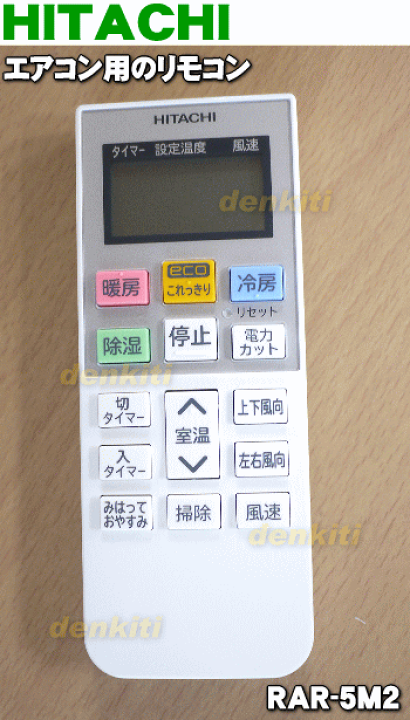 HITACHI
エアコン用のリモコン
HITACHI
タイマー 設定温度 風速
denkiti
暖房 eco これっきり 冷房
リセット
除湿 停止 電力カット
denkiti
切タイマー 室温 上下風向
入タイマー 左右風向
みはっておやすみ 掃除 風速
denkiti
denkiti
RAR-5M2